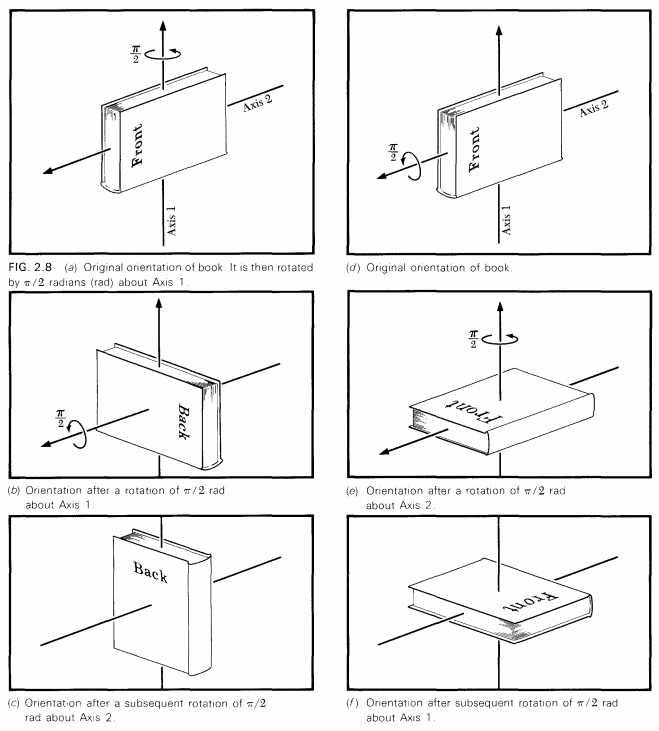 π/2
Axis 2
Front
Axis 1
FIG. 2.8 (a) Original orientation of book. It is then rotated
by π/2 radians (rad) about Axis 1.
π/2
Back
(b) Orientation after a rotation of π/2 rad
about Axis 1.
Back
(c) Orientation after a subsequent rotation of π/2
rad about Axis 2.
Axis 2
Front
π/2
Axis 1
(d) Original orientation of book.
π/2
Front
(e) Orientation after a rotation of π/2 rad
about Axis 2.
Front
(f) Orientation after subsequent rotation of π/2 rad
about Axis 1.